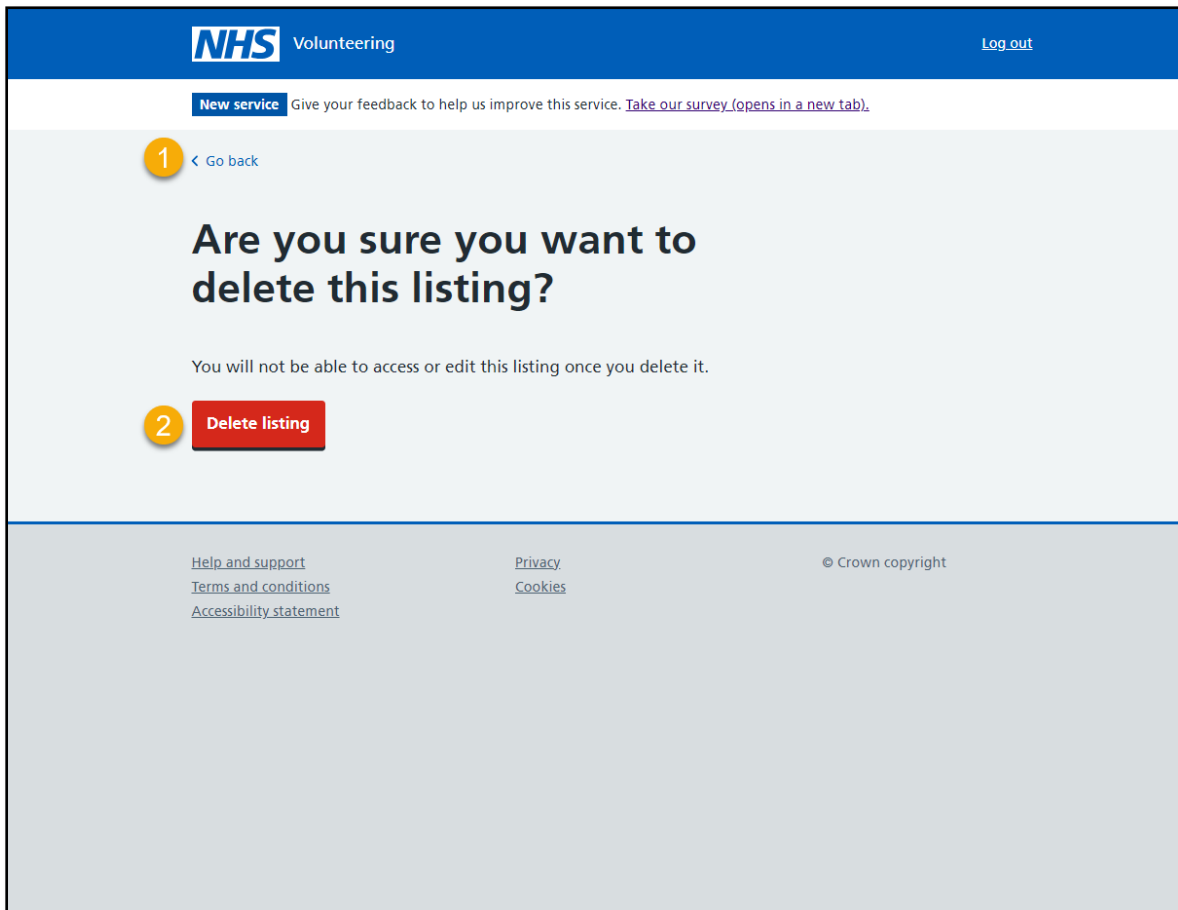 NHS Volunteering Log out
New service Give your feedback to help us improve this service. Take our survey (opens in a new tab).
1 < Go back
Are you sure you want to
delete this listing?
You will not be able to access or edit this listing once you delete it.
2 Delete listing
Help and support Privacy © Crown copyright
Terms and conditions Cookies
Accessibility statement